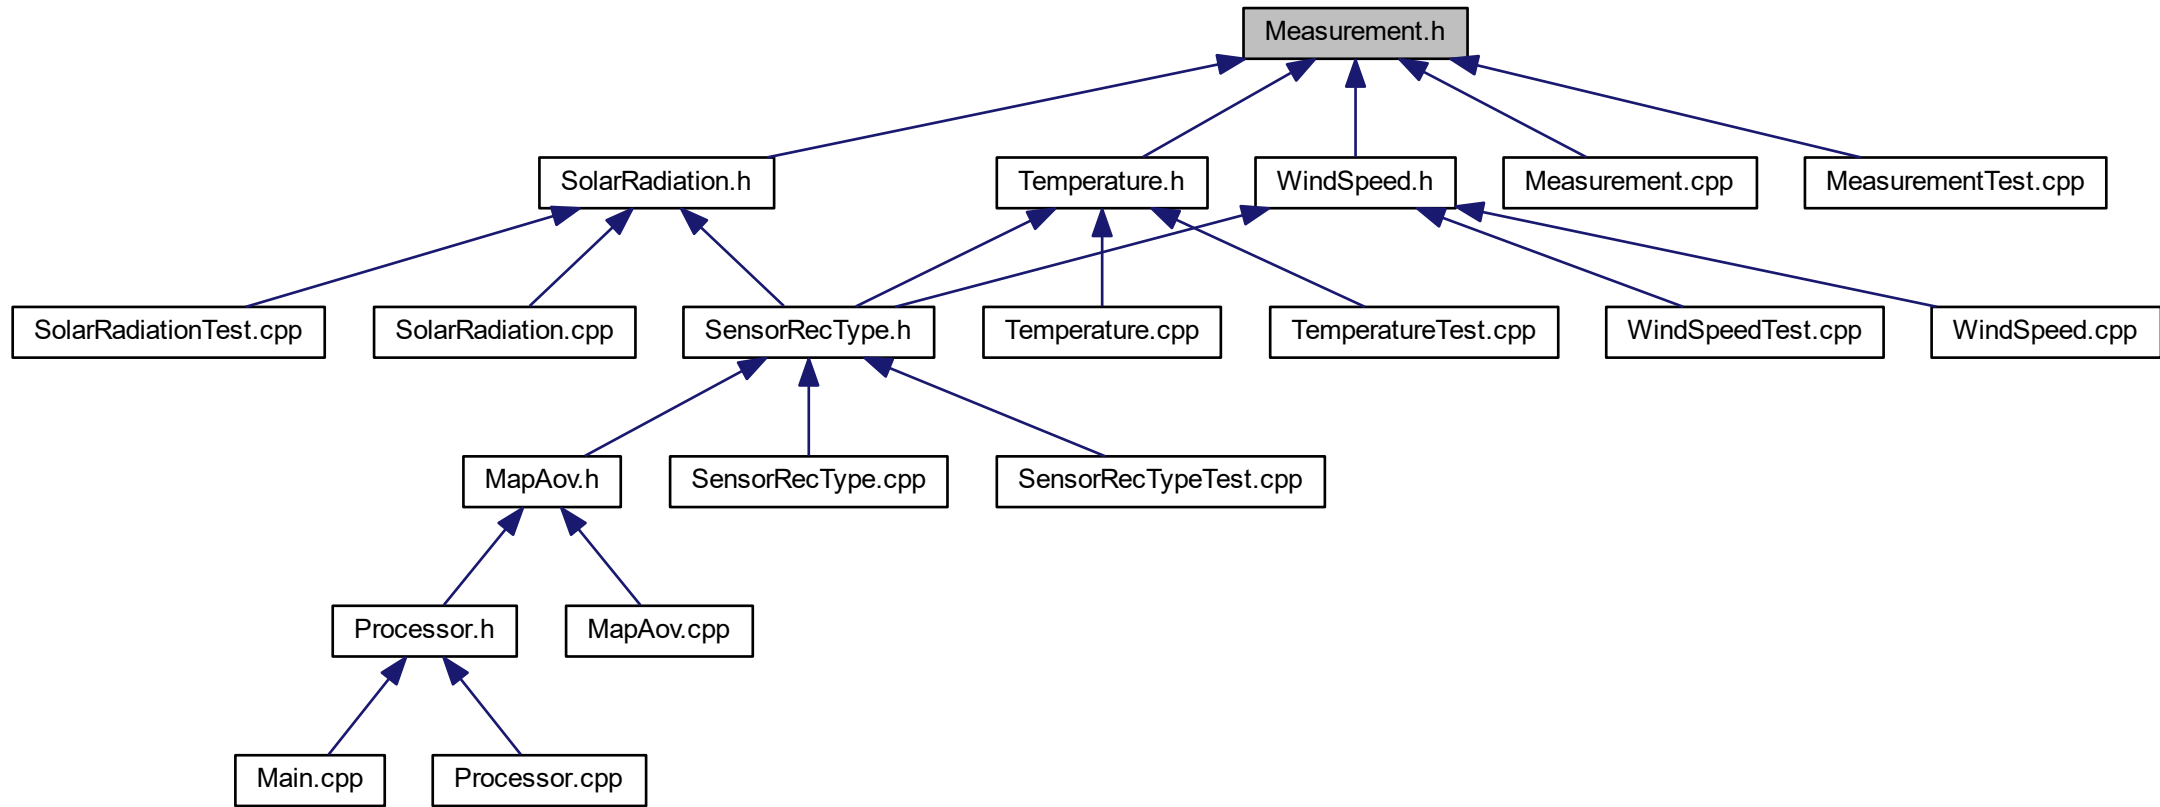 Measurement.h
SolarRadiation.h
Temperature.h
WindSpeed.h
Measurement.cpp
MeasurementTest.cpp
SolarRadiationTest.cpp
SolarRadiation.cpp
SensorRecType.h
Temperature.cpp
TemperatureTest.cpp
WindSpeedTest.cpp
WindSpeed.cpp
MapAov.h
SensorRecType.cpp
SensorRecTypeTest.cpp
Processor.h
MapAov.cpp
Main.cpp
Processor.cpp